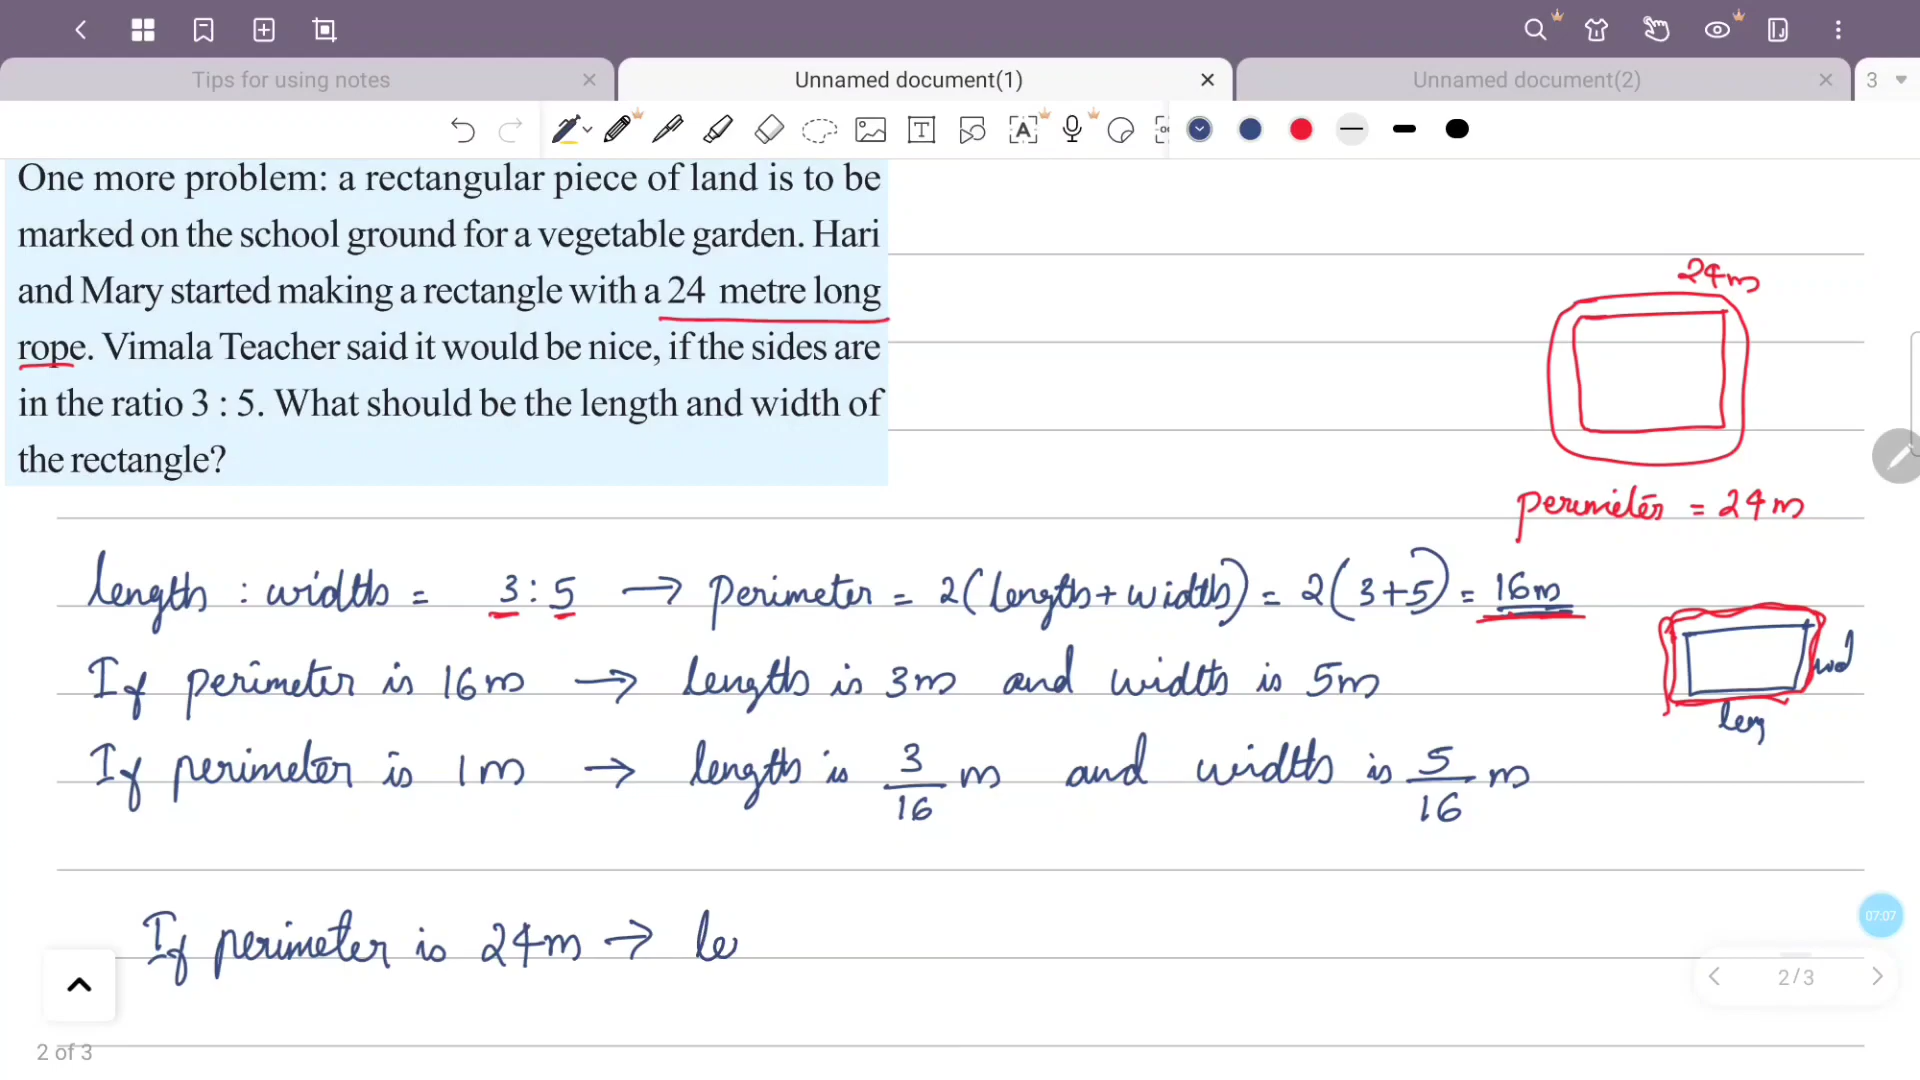 Tips for using notes
Unnamed document(1)
Unnamed document(2)
3
One more problem: a rectangular piece of land is to be
marked on the school ground for a vegetable garden. Hari
and Mary started making a rectangle with a 24 metre long
rope. Vimala Teacher said it would be nice, if the sides are
in the ratio 3 : 5. What should be the length and width of
the rectangle?
24m
perimeter = 24m
length : width = 3 : 5 → Perimeter = 2(length + width) = 2(3+5) = 16m
wid
len
If perimeter is 16m → length is 3m and width is 5m
If perimeter is 1m → length is 3/16 m and width is 5/16 m
If perimeter is 24m → le
07:07
2/3
2 of 3